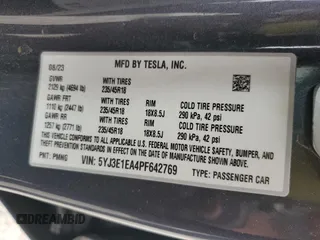 MFD BY TESLA, INC.
08/23
GVWR
2129 kg (4694 lb)
WITH TIRES
235/45R18
GAWR FRT
1110 kg (2447 lb)
WITH TIRES
235/45R18
RIM
18X8.5J
COLD TIRE PRESSURE
290 kPa, 42 psi
GAWR RR
1257 kg (2771 lb)
WITH TIRES
235/45R18
RIM
18X8.5J
COLD TIRE PRESSURE
290 kPa, 42 psi
THIS VEHICLE CONFORMS TO ALL APPLICABLE
FEDERAL MOTOR VEHICLE SAFETY, BUMPER,
AND THEFT PREVENTION STANDARDS IN
EFFECT ON THE DATE OF MANUFACTURE SHOWN ABOVE.
PMT: PMNG
VIN: 5YJ3E1EA4PF642769
TYPE: PASSENGER CAR
DREAMBID